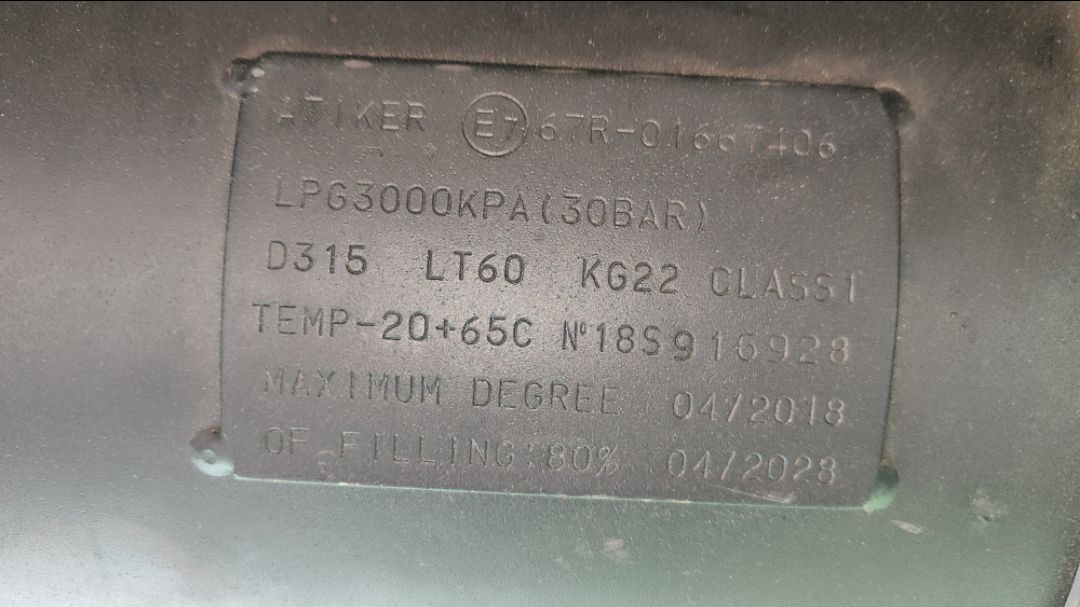 ATIKER E7 67R-01667406
LPG3000KPA(30BAR)
D315 LT60 KG22 CLASS1
TEMP-20+65C N°18S916928
MAXIMUM DEGREE 04/2018
OF FILLING:80% 04/2028